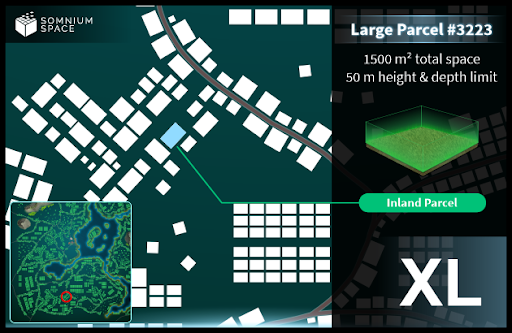 SOMNIUM
SPACE
Large Parcel #3223
1500 m² total space
50 m height & depth limit
Inland Parcel
XL